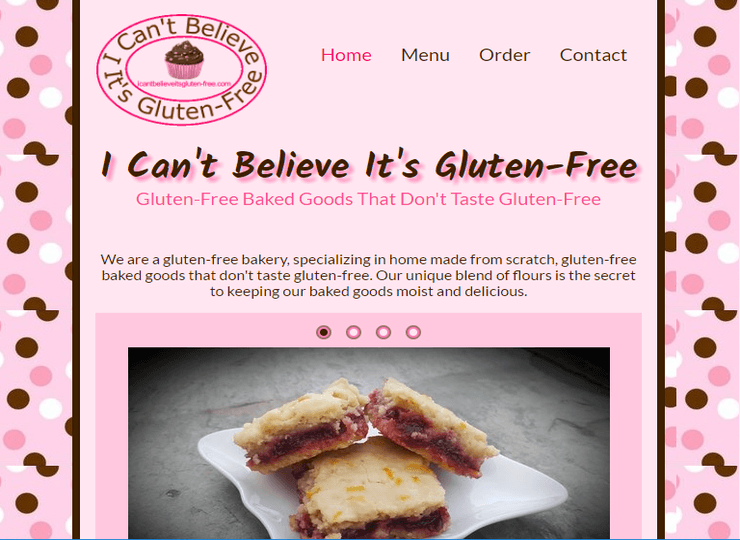 I Can't Believe
icantbelieveitsgluten-free.com
It's Gluten-Free
Home Menu Order Contact
I Can't Believe It's Gluten-Free
Gluten-Free Baked Goods That Don't Taste Gluten-Free
We are a gluten-free bakery, specializing in home made from scratch, gluten-free
baked goods that don't taste gluten-free. Our unique blend of flours is the secret
to keeping our baked goods moist and delicious.